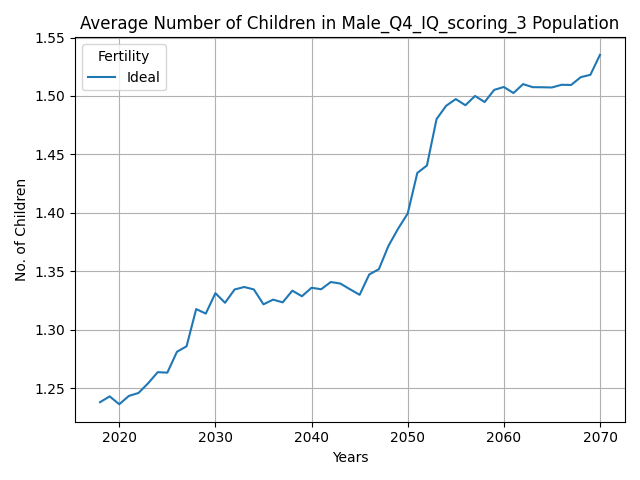 Average Number of Children in Male_Q4_IQ_scoring_3 Population
Fertility
Ideal
No. of Children
1.55
1.50
1.45
1.40
1.35
1.30
1.25
2020 2030 2040 2050 2060 2070
Years